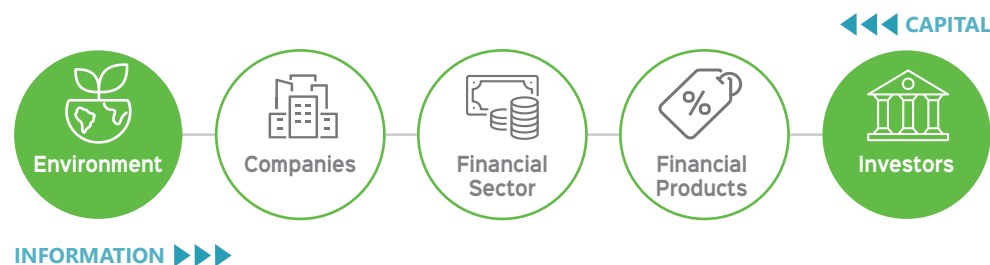 CAPITAL
Environment
Companies
Financial
Sector
%
Financial
Products
Investors
INFORMATION